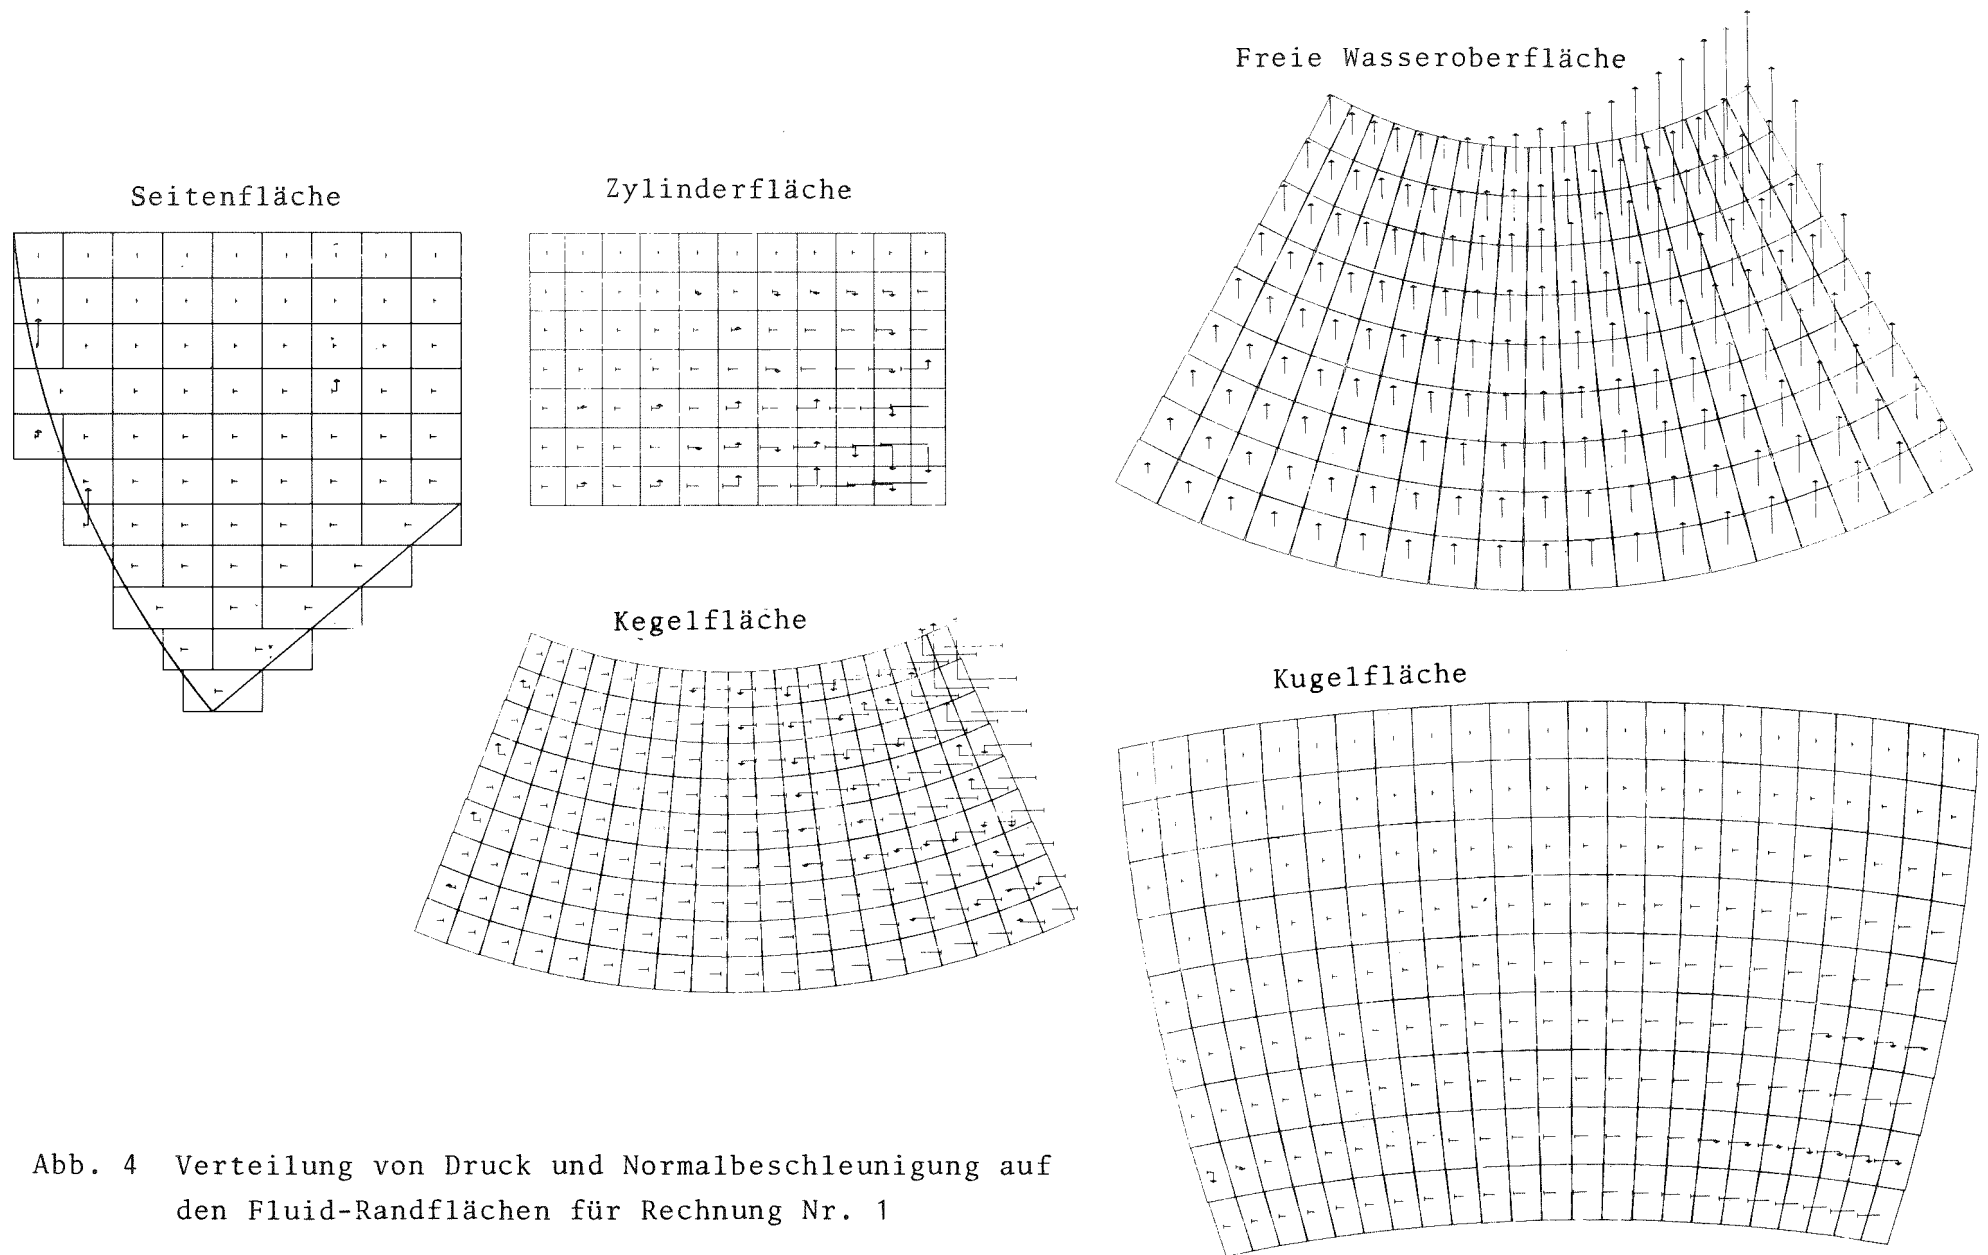 Freie Wasseroberfläche
Seitenfläche
Zylinderfläche
Kegelfläche
Kugelfläche
Abb. 4 Verteilung von Druck und Normalbeschleunigung auf
den Fluid-Randflächen für Rechnung Nr. 1